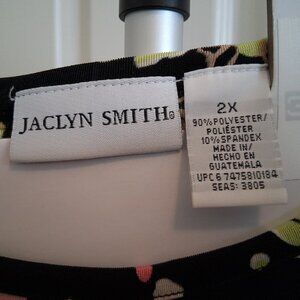 JACLYN SMITH®
2X
90%POLYESTER/
POLIÉSTER
10%SPANDEX
MADE IN/
HECHO EN
GUATEMALA
UPC 6 7475810184
SEAS: 3805